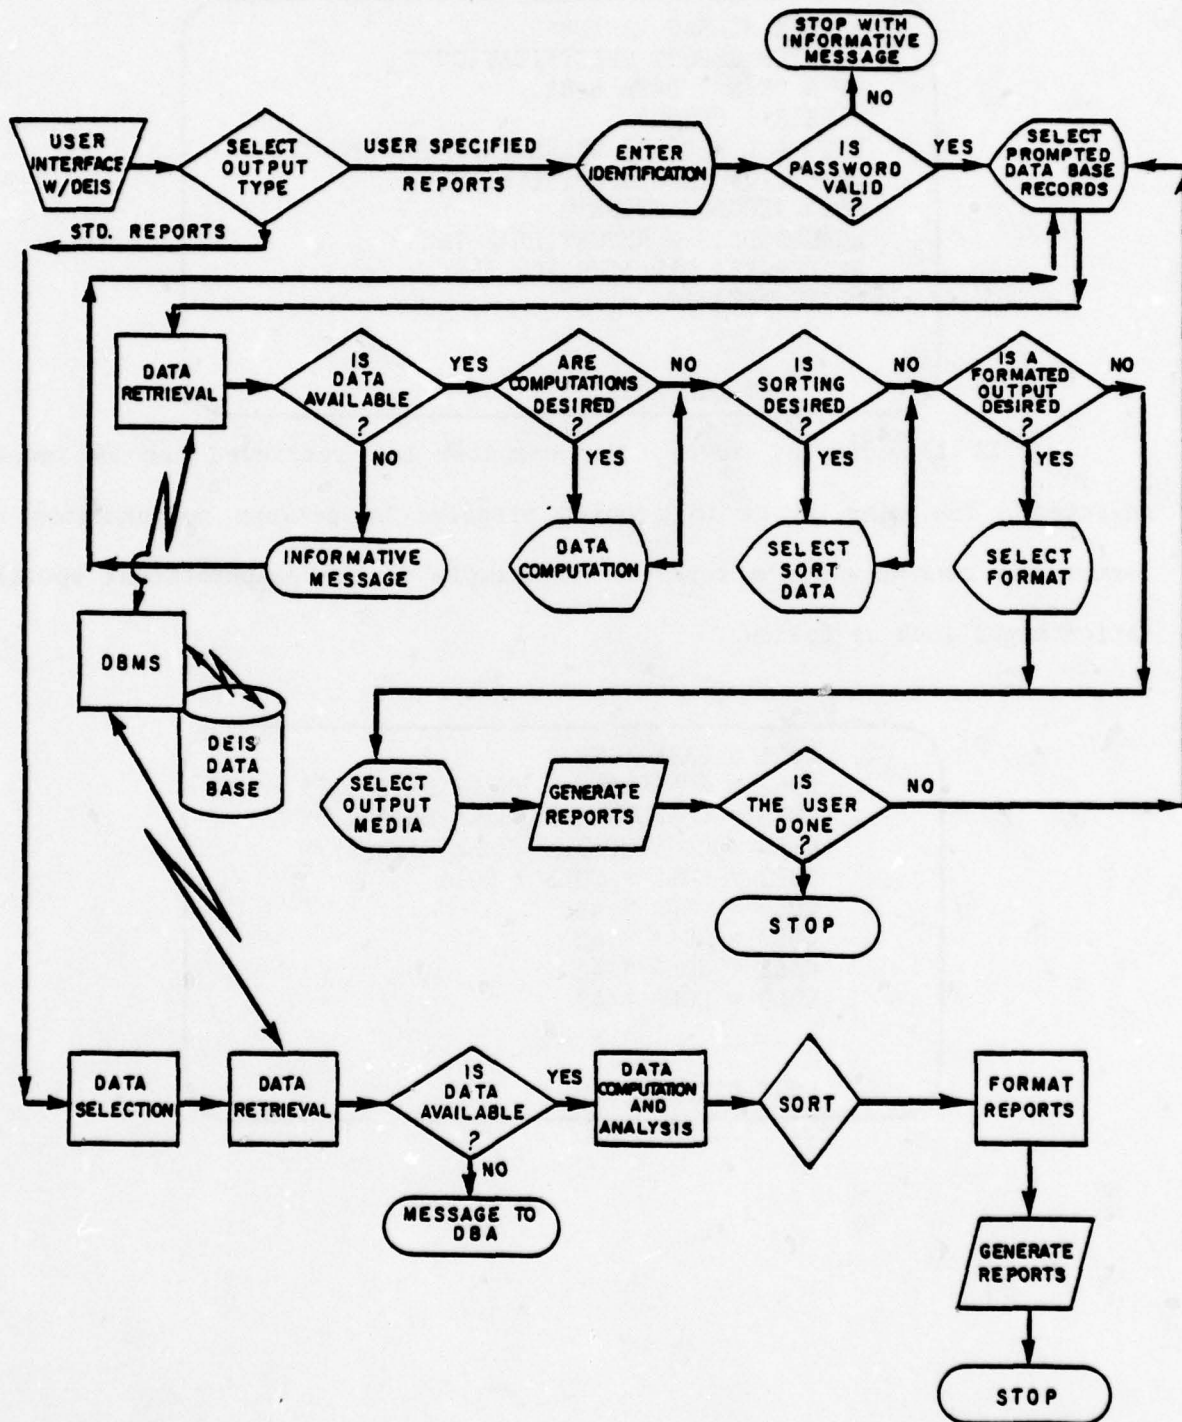 STOP WITH
INFORMATIVE
MESSAGE
NO
USER
INTERFACE
W/DEIS
SELECT
OUTPUT
TYPE
USER SPECIFIED
REPORTS
ENTER
IDENTIFICATION
IS
PASSWORD
VALID
?
YES
SELECT
PROMPTED
DATA BASE
RECORDS
STD. REPORTS
DATA
RETRIEVAL
IS
DATA
AVAILABLE
?
YES
NO
ARE
COMPUTATIONS
DESIRED
?
NO
YES
IS
SORTING
DESIRED
?
NO
YES
IS A
FORMATED
OUTPUT
DESIRED
?
NO
YES
INFORMATIVE
MESSAGE
DATA
COMPUTATION
SELECT
SORT
DATA
SELECT
FORMAT
DBMS
DEIS
DATA
BASE
SELECT
OUTPUT
MEDIA
GENERATE
REPORTS
IS
THE USER
DONE
?
NO
STOP
DATA
SELECTION
DATA
RETRIEVAL
IS
DATA
AVAILABLE
?
YES
NO
DATA
COMPUTATION
AND
ANALYSIS
SORT
FORMAT
REPORTS
MESSAGE TO
DBA
GENERATE
REPORTS
STOP